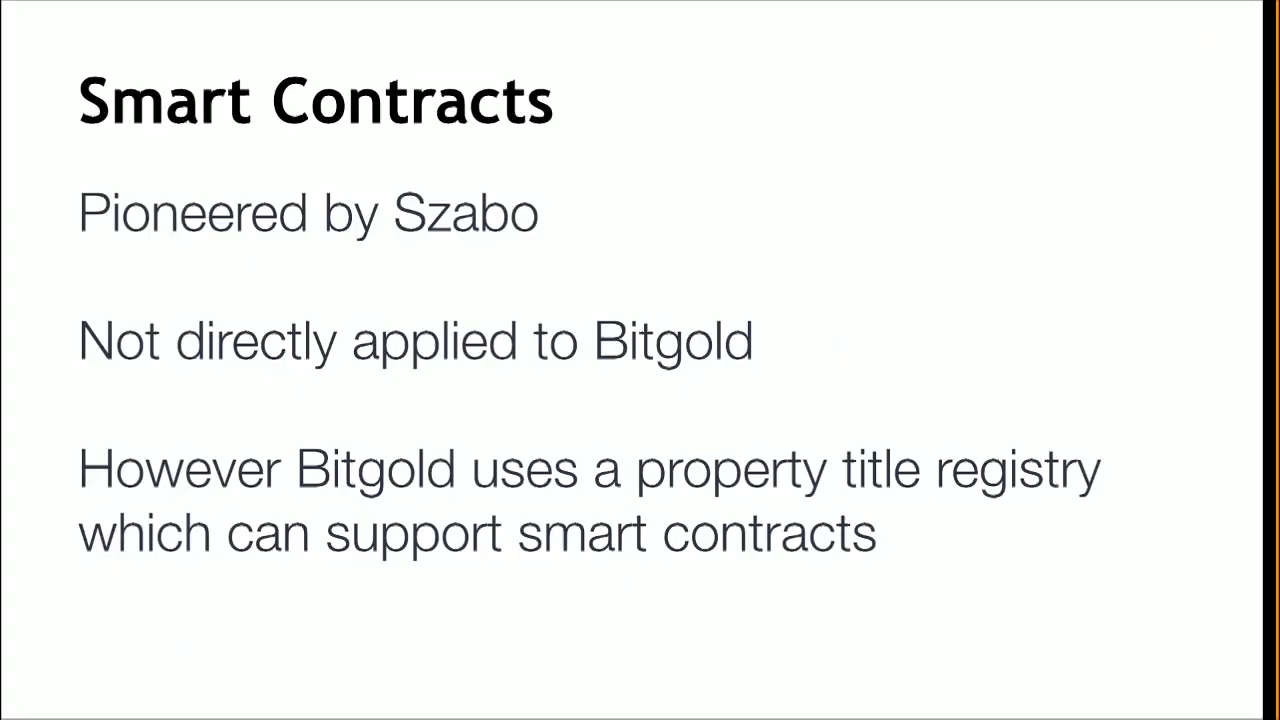 Smart Contracts
Pioneered by Szabo
Not directly applied to Bitgold
However Bitgold uses a property title registry
which can support smart contracts